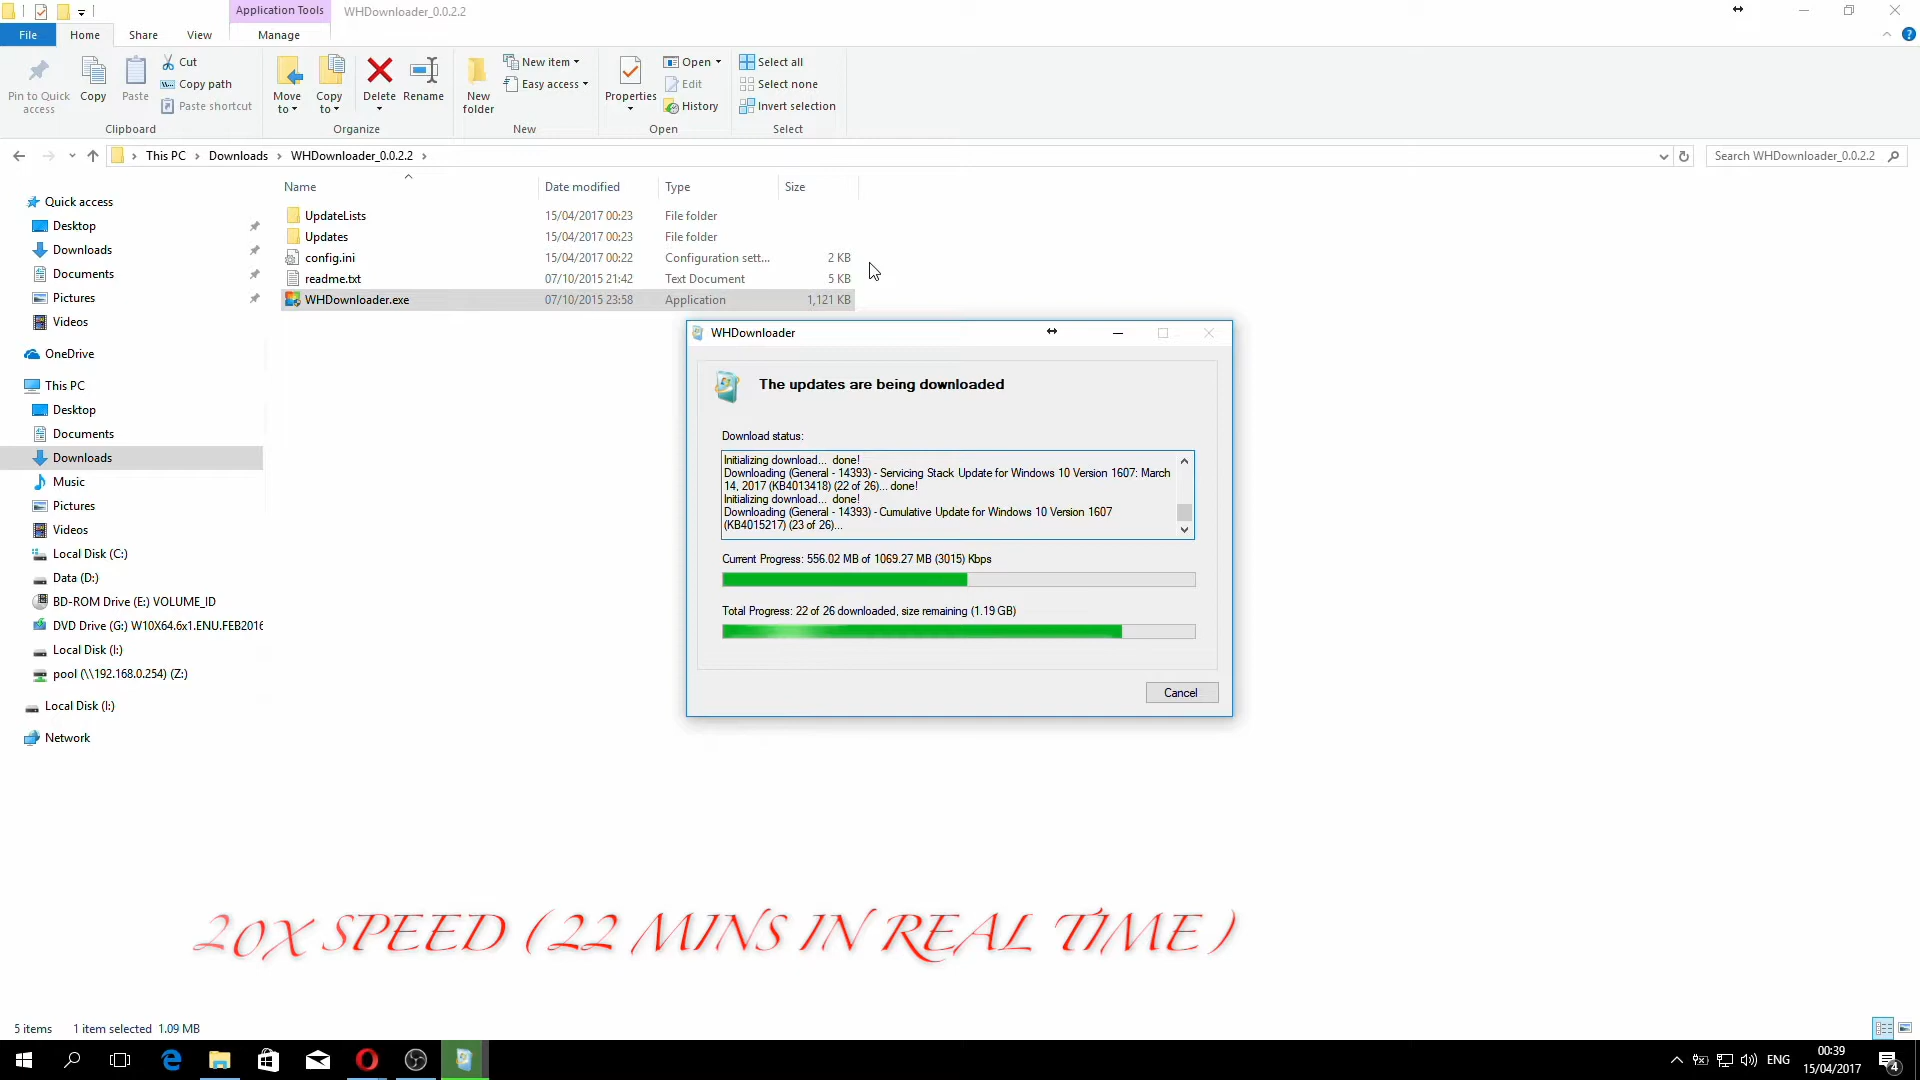 Application Tools WHDownloader_0.0.2.2
File Home Share View Manage
Pin to Quick access
Copy
Paste
Cut
Copy path
Paste shortcut
Clipboard
Move to
Copy to
Delete
Rename
Organize
New folder
New item
Easy access
New
Properties
Open
Edit
History
Open
Select all
Select none
Invert selection
Select
This PC Downloads WHDownloader_0.0.2.2
Search WHDownloader_0.0.2.2
Quick access
Desktop
Downloads
Documents
Pictures
Videos
OneDrive
This PC
Desktop
Documents
Downloads
Music
Pictures
Videos
Local Disk (C:)
Data (D:)
BD-ROM Drive (E:) VOLUME_ID
DVD Drive (G:) W10X64.6x1.ENU.FEB2016
Local Disk (I:)
pool (\\192.168.0.254) (Z:)
Local Disk (I:)
Network
Name Date modified Type Size
UpdateLists 15/04/2017 00:23 File folder
Updates 15/04/2017 00:23 File folder
config.ini 15/04/2017 00:22 Configuration sett... 2 KB
readme.txt 07/10/2015 21:42 Text Document 5 KB
WHDownloader.exe 07/10/2015 23:58 Application 1,121 KB
WHDownloader
The updates are being downloaded
Download status:
Initializing download... done!
Downloading (General - 14393) - Servicing Stack Update for Windows 10 Version 1607: March
14, 2017 (KB4013418) (22 of 26)... done!
Initializing download... done!
Downloading (General - 14393) - Cumulative Update for Windows 10 Version 1607
(KB4015217) (23 of 26)...
Current Progress: 556.02 MB of 1069.27 MB (3015) Kbps
Total Progress: 22 of 26 downloaded, size remaining (1.19 GB)
Cancel
20X SPEED (22 MINS IN REAL TIME)
5 items 1 item selected 1.09 MB
ENG
00:39
15/04/2017
4